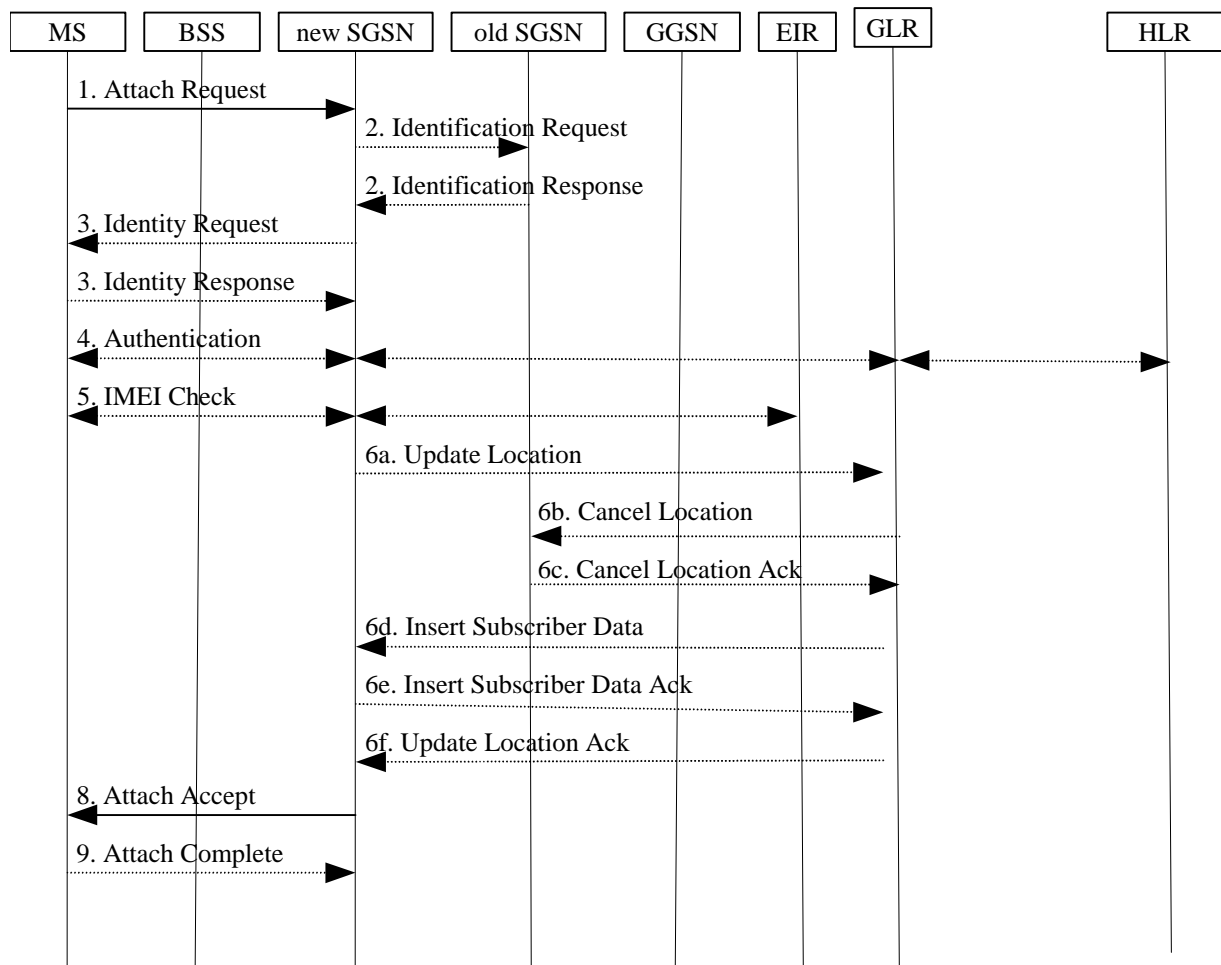 MS
BSS
new SGSN
old SGSN
GGSN
EIR
GLR
HLR
1. Attach Request
2. Identification Request
2. Identification Response
3. Identity Request
3. Identity Response
4. Authentication
5. IMEI Check
6a. Update Location
6b. Cancel Location
6c. Cancel Location Ack
6d. Insert Subscriber Data
6e. Insert Subscriber Data Ack
6f. Update Location Ack
8. Attach Accept
9. Attach Complete